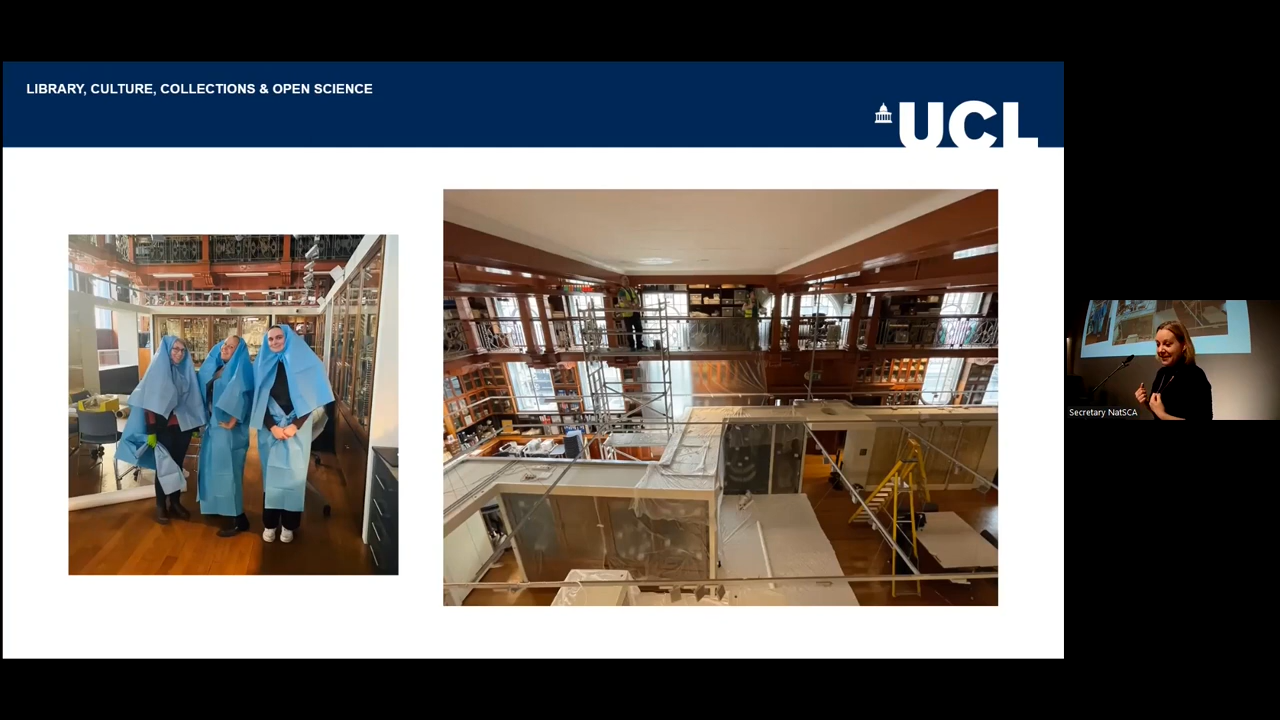 LIBRARY, CULTURE, COLLECTIONS & OPEN SCIENCE
UCL
Secretary NatSCA